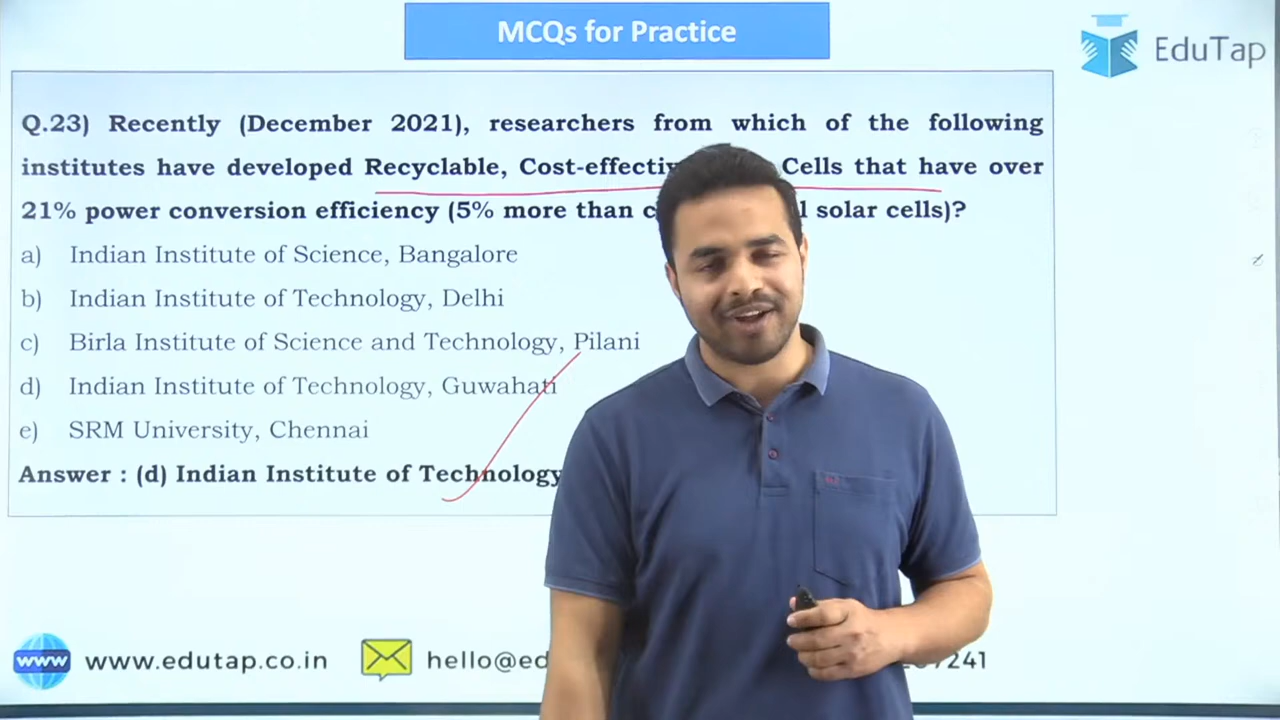 MCQs for Practice
EduTap
Q.23) Recently (December 2021), researchers from which of the following
institutes have developed Recyclable, Cost-effectiv Cells that have over
21% power conversion efficiency (5% more than c l solar cells)?
a) Indian Institute of Science, Bangalore
b) Indian Institute of Technology, Delhi
c) Birla Institute of Science and Technology, Pilani
d) Indian Institute of Technology, Guwahati
e) SRM University, Chennai
Answer : (d) Indian Institute of Technology
www www.edutap.co.in hello@ed 7241